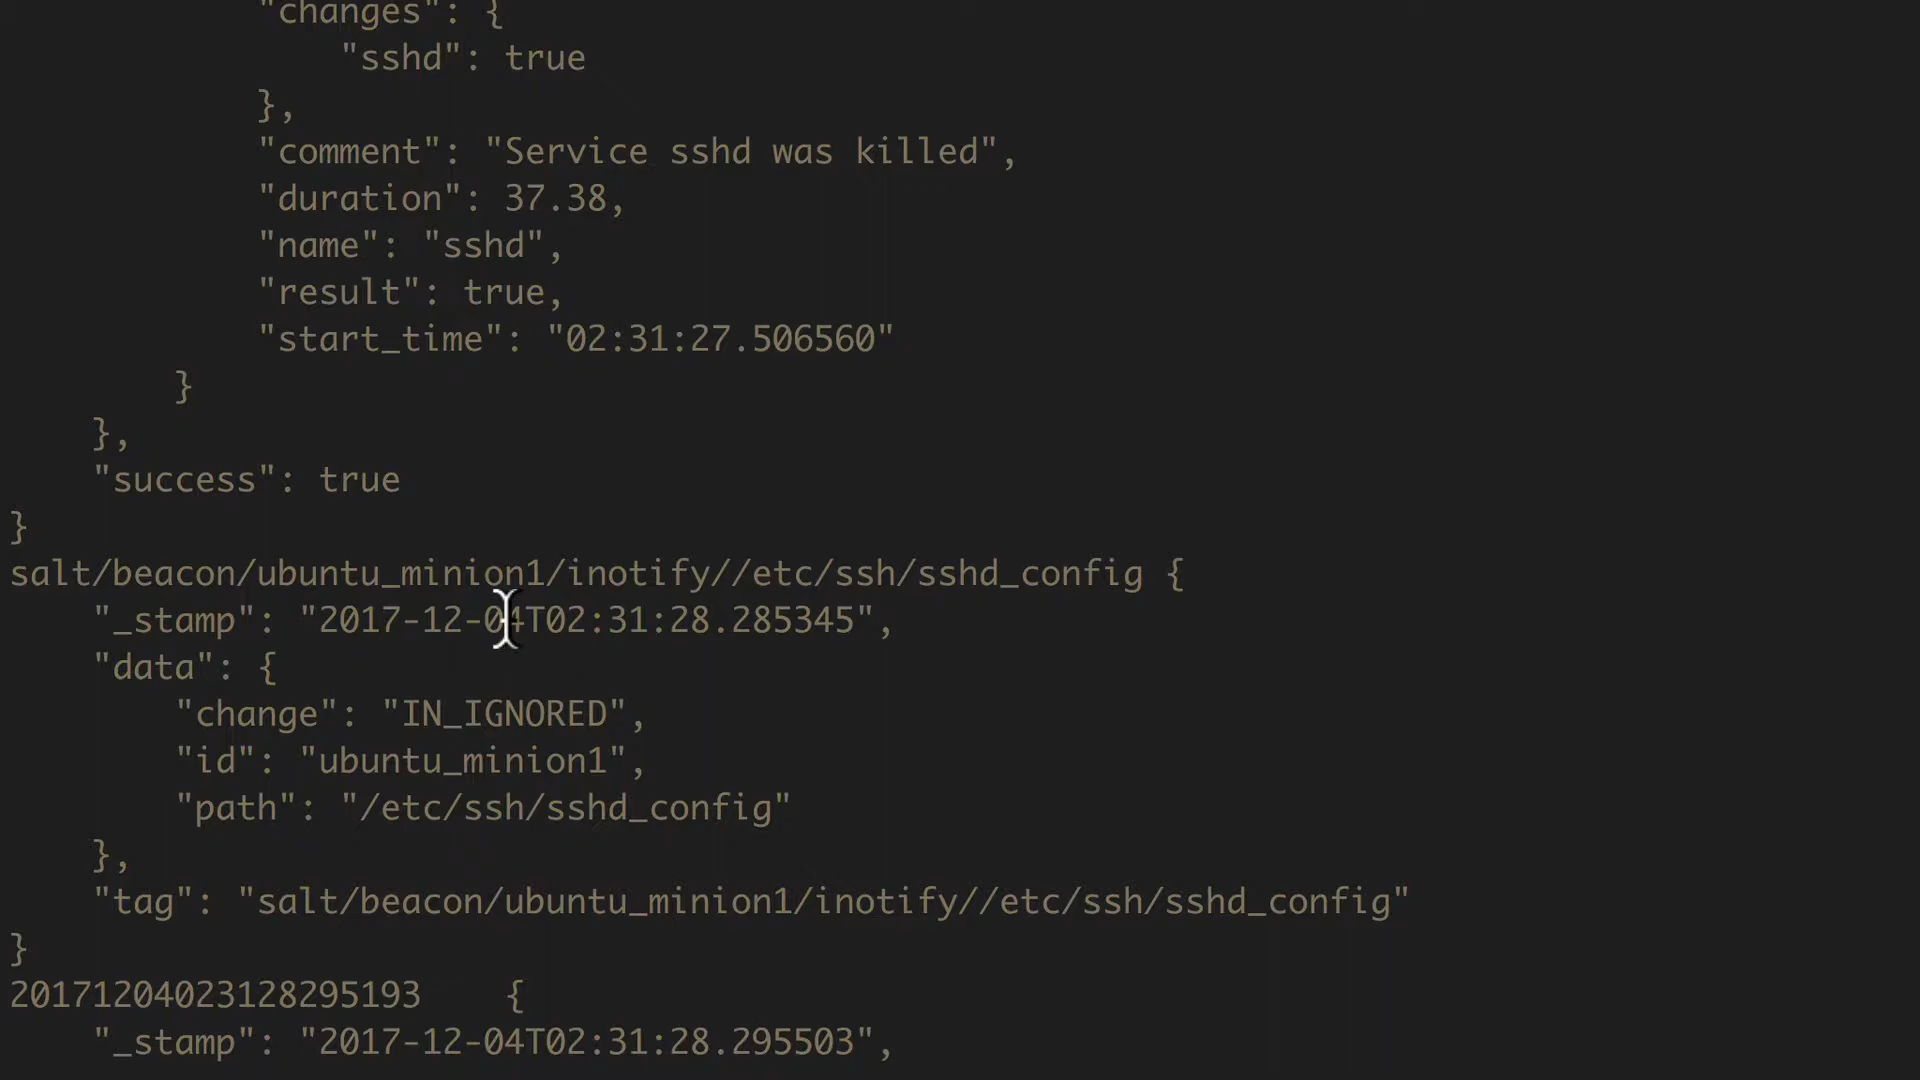 "changes": {
"sshd": true
},
"comment": "Service sshd was killed",
"duration": 37.38,
"name": "sshd",
"result": true,
"start_time": "02:31:27.506560"
}
},
"success": true
}
salt/beacon/ubuntu_minion1/inotify//etc/ssh/sshd_config {
"_stamp": "2017-12-04T02:31:28.285345",
"data": {
"change": "IN_IGNORED",
"id": "ubuntu_minion1",
"path": "/etc/ssh/sshd_config"
},
"tag": "salt/beacon/ubuntu_minion1/inotify//etc/ssh/sshd_config"
}
20171204023128295193 {
"_stamp": "2017-12-04T02:31:28.295503",